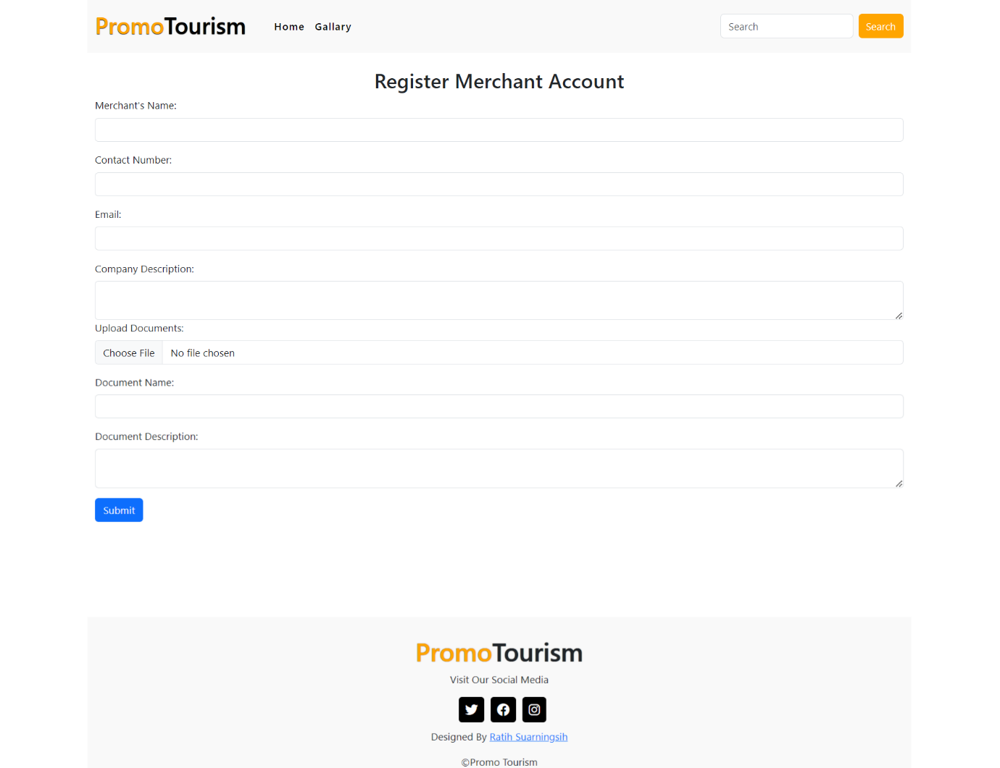 PromoTourism Home Gallary Search Search
Register Merchant Account
Merchant's Name:
Contact Number:
Email:
Company Description:
Upload Documents:
Choose File No file chosen
Document Name:
Document Description:
Submit
PromoTourism
Visit Our Social Media
Designed By Ratih Suarningsih
©Promo Tourism